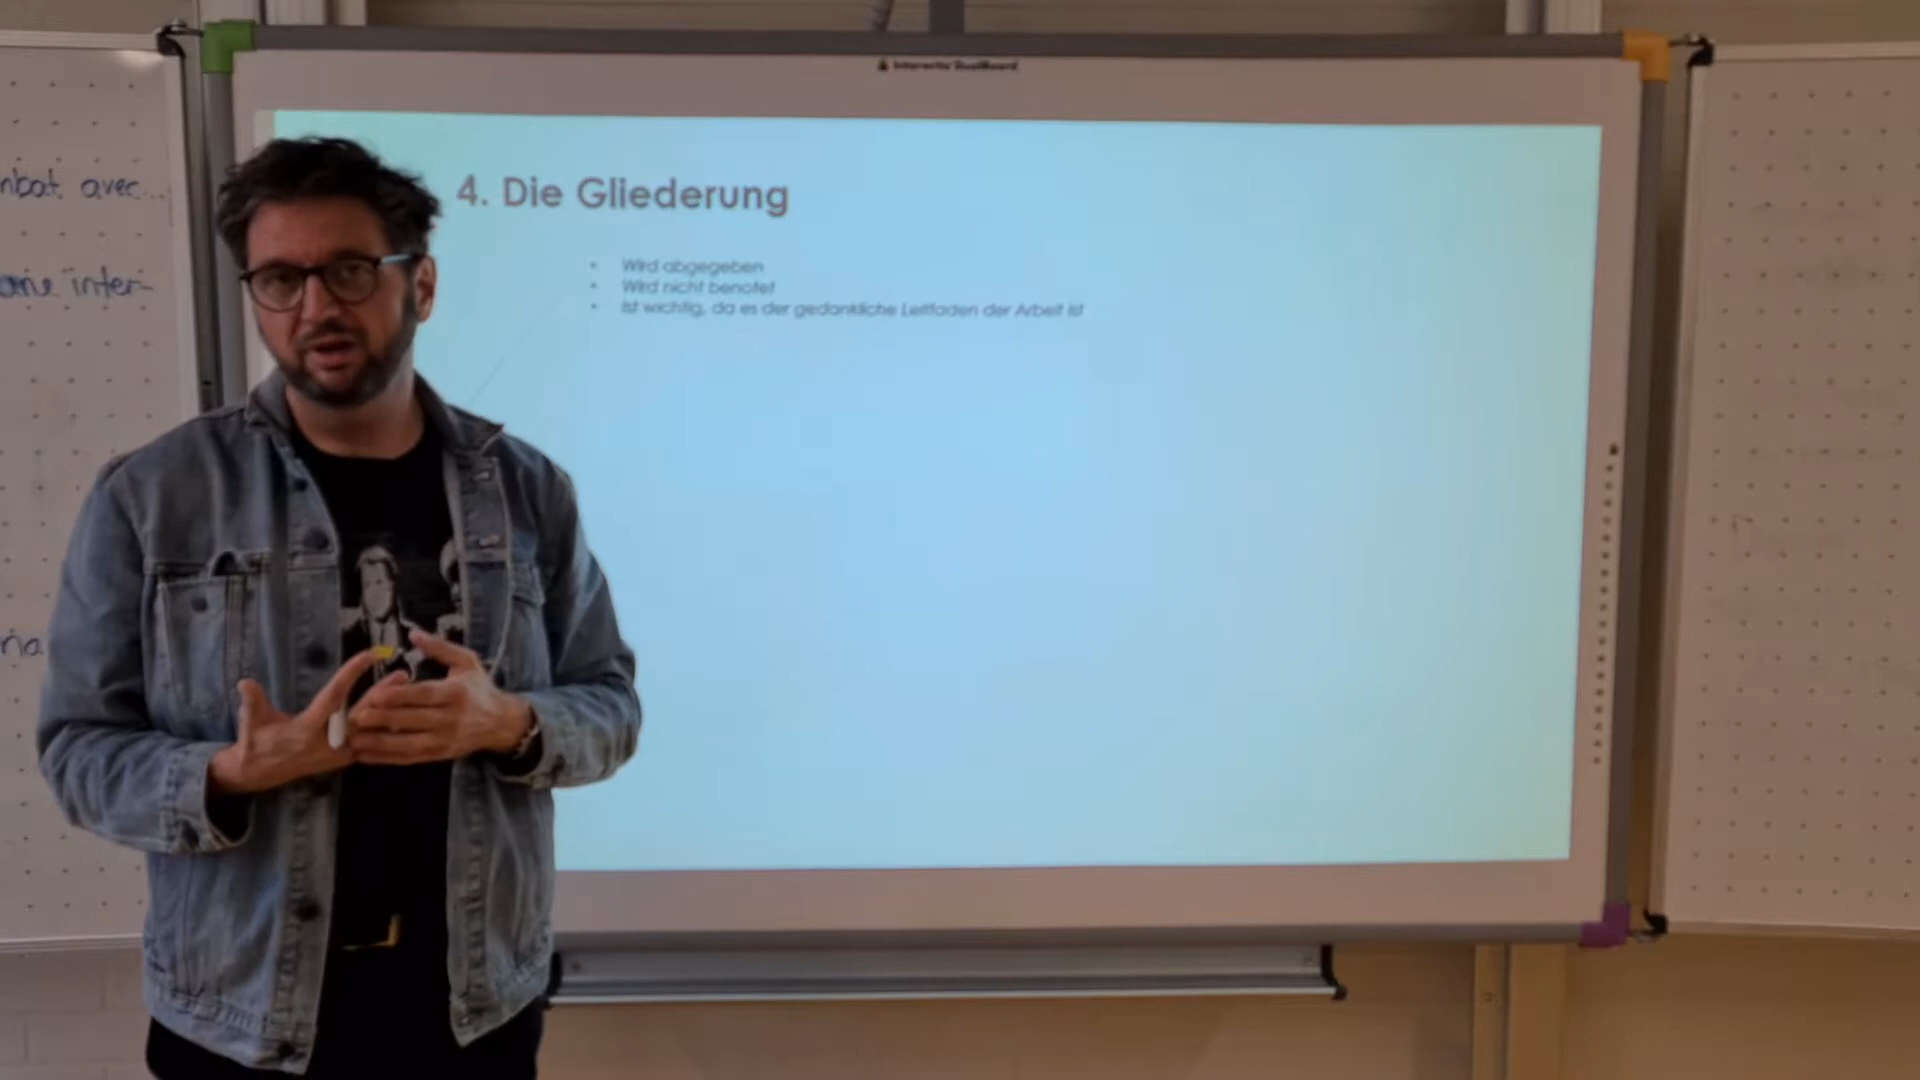 Interactiv DualBoard
nbat avec...
inter-
na
4. Die Gliederung
• Wird abgegeben
• Wird nicht benotet
• Ist wichtig, da es der gedankliche Leitfaden der Arbeit ist